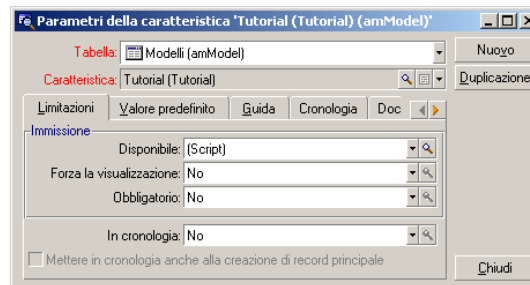 Parametri della caratteristica 'Tutorial (Tutorial) (amModel)'
Tabella: Modelli (amModel)
Nuovo
Caratteristica: Tutorial (Tutorial)
Duplicazione
Limitazioni Valore predefinito Guida Cronologia Doc
Immissione
Disponibile: (Script)
Forza la visualizzazione: No
Obbligatorio: No
In cronologia: No
Mettere in cronologia anche alla creazione di record principale
Chiudi